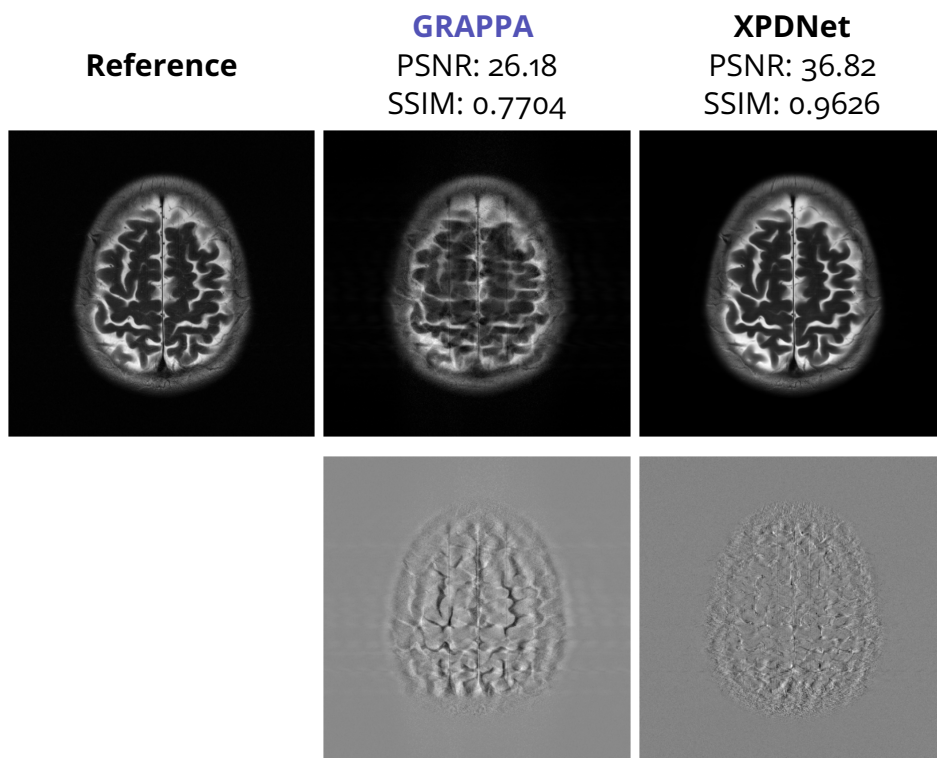 Reference
GRAPPA
PSNR: 26.18
SSIM: 0.7704
XPDNet
PSNR: 36.82
SSIM: 0.9626